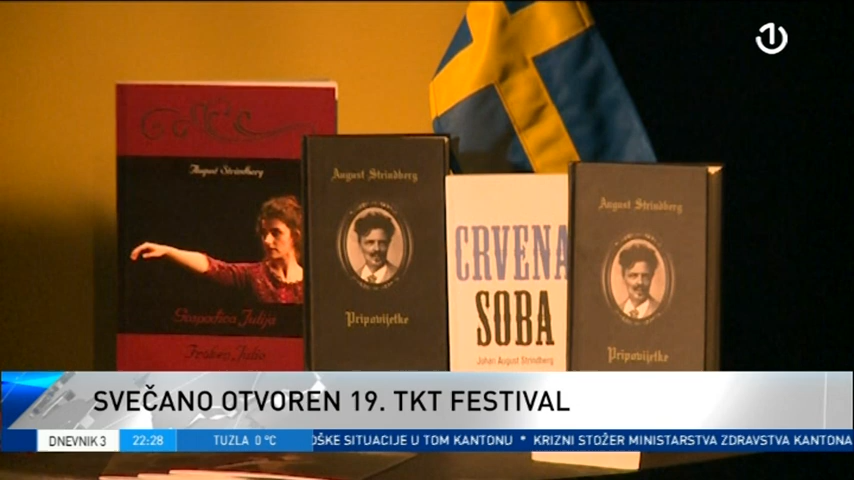 1
August Strindberg
Gospođica Julija
Fröken Julie
August Strindberg
Pripovijetke
CRVENA
SOBA
Johan August Strindberg
August Strindberg
Pripovijetke
SVEČANO OTVOREN 19. TKT FESTIVAL
DNEVNIK 3 22:28 TUZLA 0 °C OŠKE SITUACIJE U TOM KANTONU * KRIZNI STOŽER MINISTARSTVA ZDRAVSTVA KANTONA